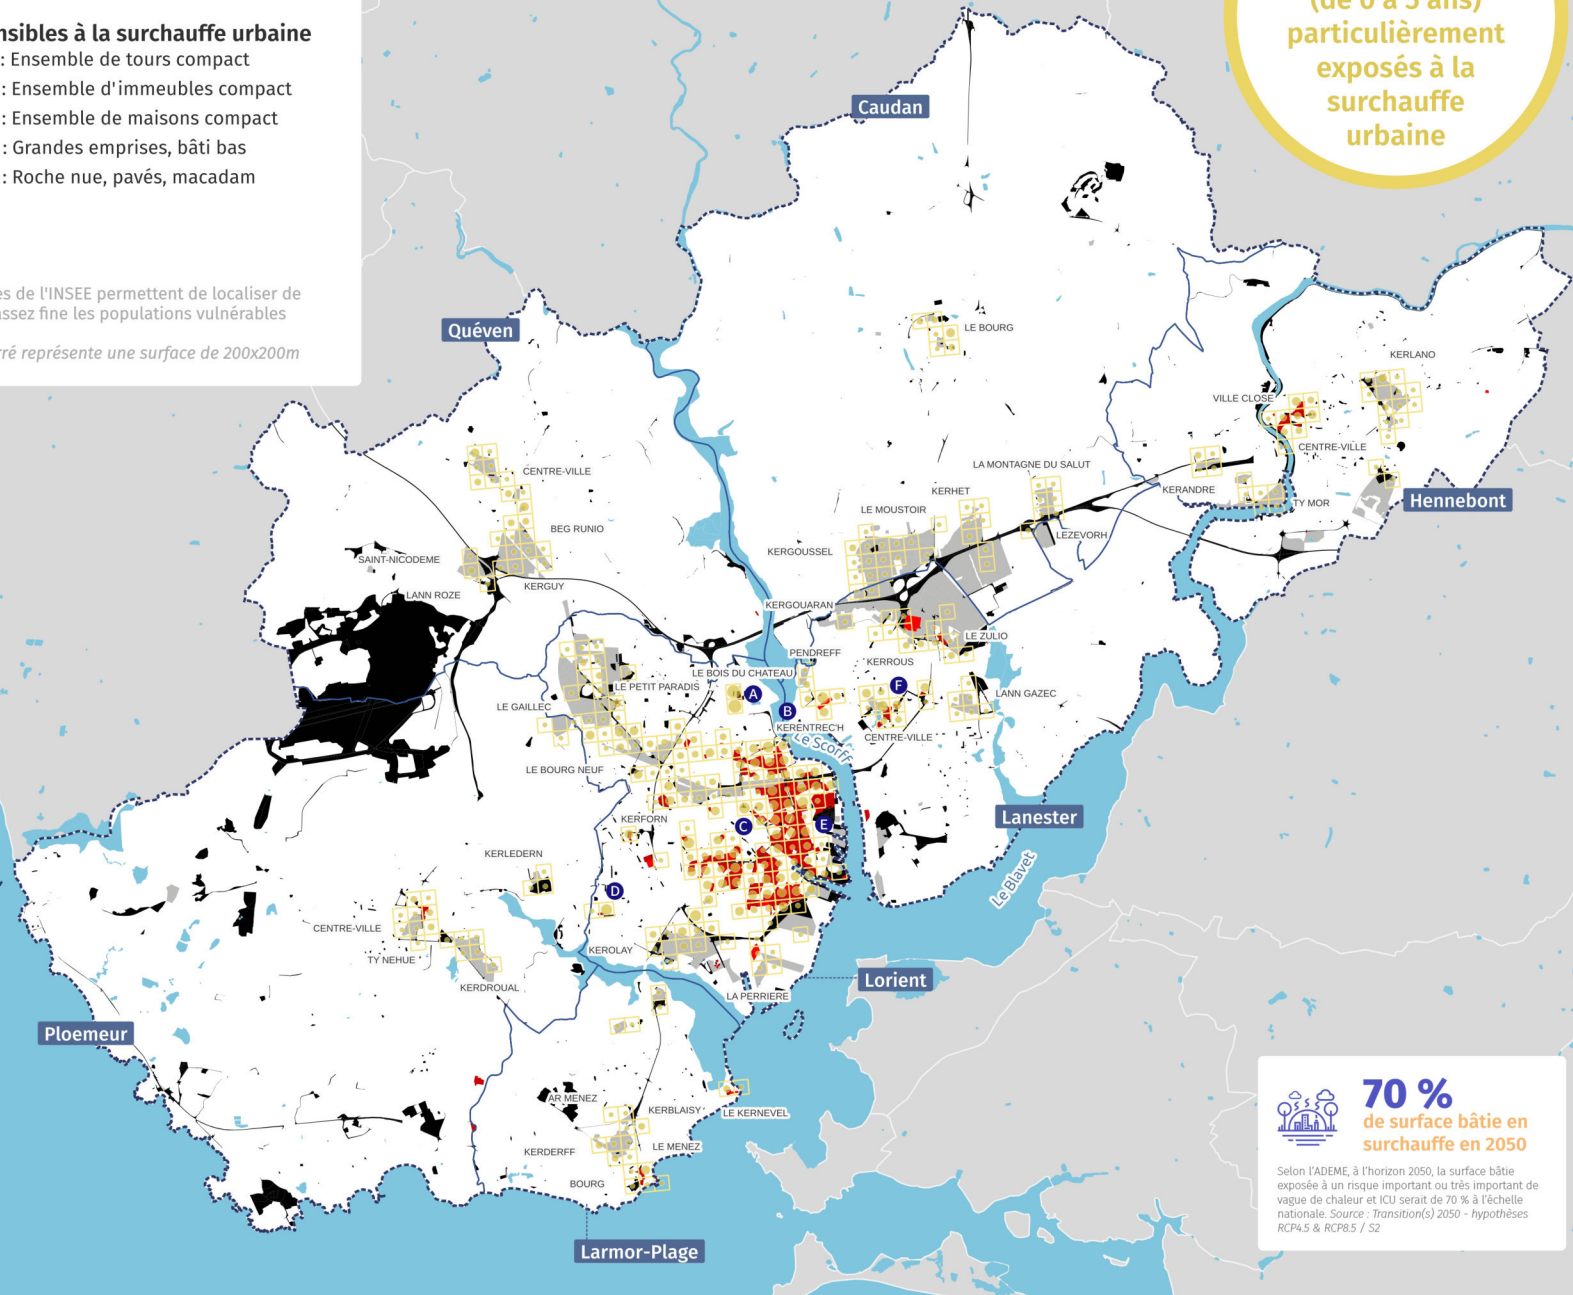 nsibles à la surchauffe urbaine
: Ensemble de tours compact
: Ensemble d'immeubles compact
: Ensemble de maisons compact
: Grandes emprises, bâti bas
: Roche nue, pavés, macadam
es de l'INSEE permettent de localiser de
assez fine les populations vulnérables
rré représente une surface de 200x200m
(de 0 à 5 ans)
particulièrement
exposés à la
surchauffe
urbaine
Caudan
Quéven
LE BOURG
KERLANO
VILLE CLOSE
CENTRE-VILLE
LA MONTAGNE DU SALUT
CENTRE-VILLE
KERHET
KERANDRE
Hennebont
TY MOR
LE MOUSTOIR
BEG RUNIO
LEZEVORH
KERGOUSSEL
SAINT-NICODEME
KERGUY
LANN ROZE
KERGOUARAN
LE ZULIO
PENDREFF
KERROUS
LE BOIS DU CHATEAU
LE PETIT PARADIS
A
F
LANN GAZEC
LE GAILLEC
B
KERENTREC'H
CENTRE-VILLE
Le Scorff
LE BOURG NEUF
Lanester
KERFORN
C
E
KERLEDERN
Le Blavet
D
CENTRE-VILLE
KEROLAY
TY NEHUE
Lorient
KERDROUAL
LA PERRIERE
Ploemeur
AR MENEZ
KERBLAISY
LE KERNEVEL
KERDERFF
LE MENEZ
BOURG
Larmor-Plage
70 %
de surface bâtie en
surchauffe en 2050
Selon l'ADEME, à l'horizon 2050, la surface bâtie
exposée à un risque important ou très important de
vague de chaleur et ICU serait de 70 % à l'échelle
nationale. Source : Transition(s) 2050 - hypothèses
RCP4.5 & RCP8.5 / S2